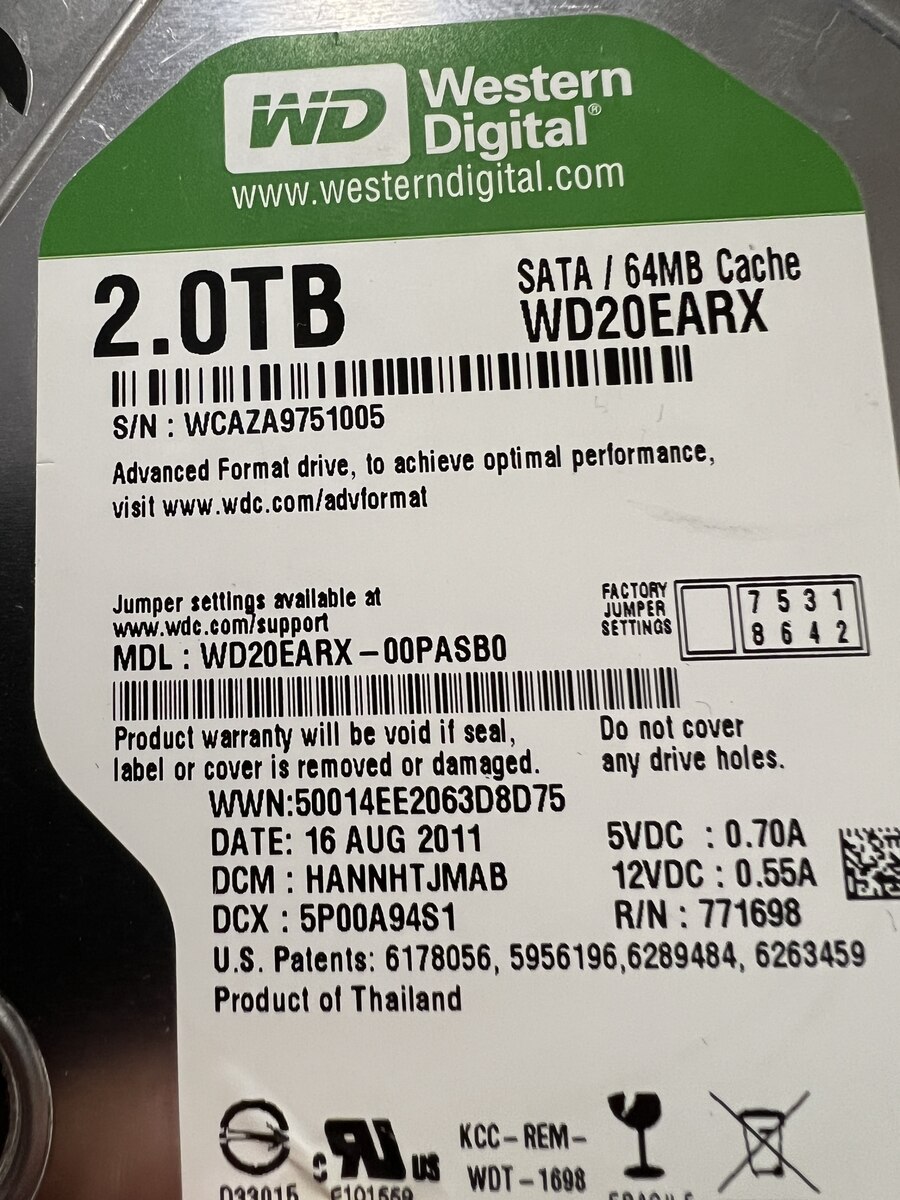 WD Western
Digital®
www.westerndigital.com
2.0TB
SATA / 64MB Cache
WD20EARX
S/N : WCAZA9751005
Advanced Format drive, to achieve optimal performance,
visit www.wdc.com/advformat
Jumper settings available at
www.wdc.com/support
FACTORY
JUMPER
SETTINGS
7 5 3 1
8 6 4 2
MDL : WD20EARX-00PASB0
Product warranty will be void if seal,
label or cover is removed or damaged.
Do not cover
any drive holes.
WWN:50014EE2063D8D75
DATE: 16 AUG 2011
DCM : HANNHTJMAB
DCX : 5P00A94S1
5VDC : 0.70A
12VDC : 0.55A
R/N : 771698
U.S. Patents: 6178056, 5956196,6289484, 6263459
Product of Thailand
c RU US
KCC-REM-
WDT-1698
D33015
E101559
FRAGILE